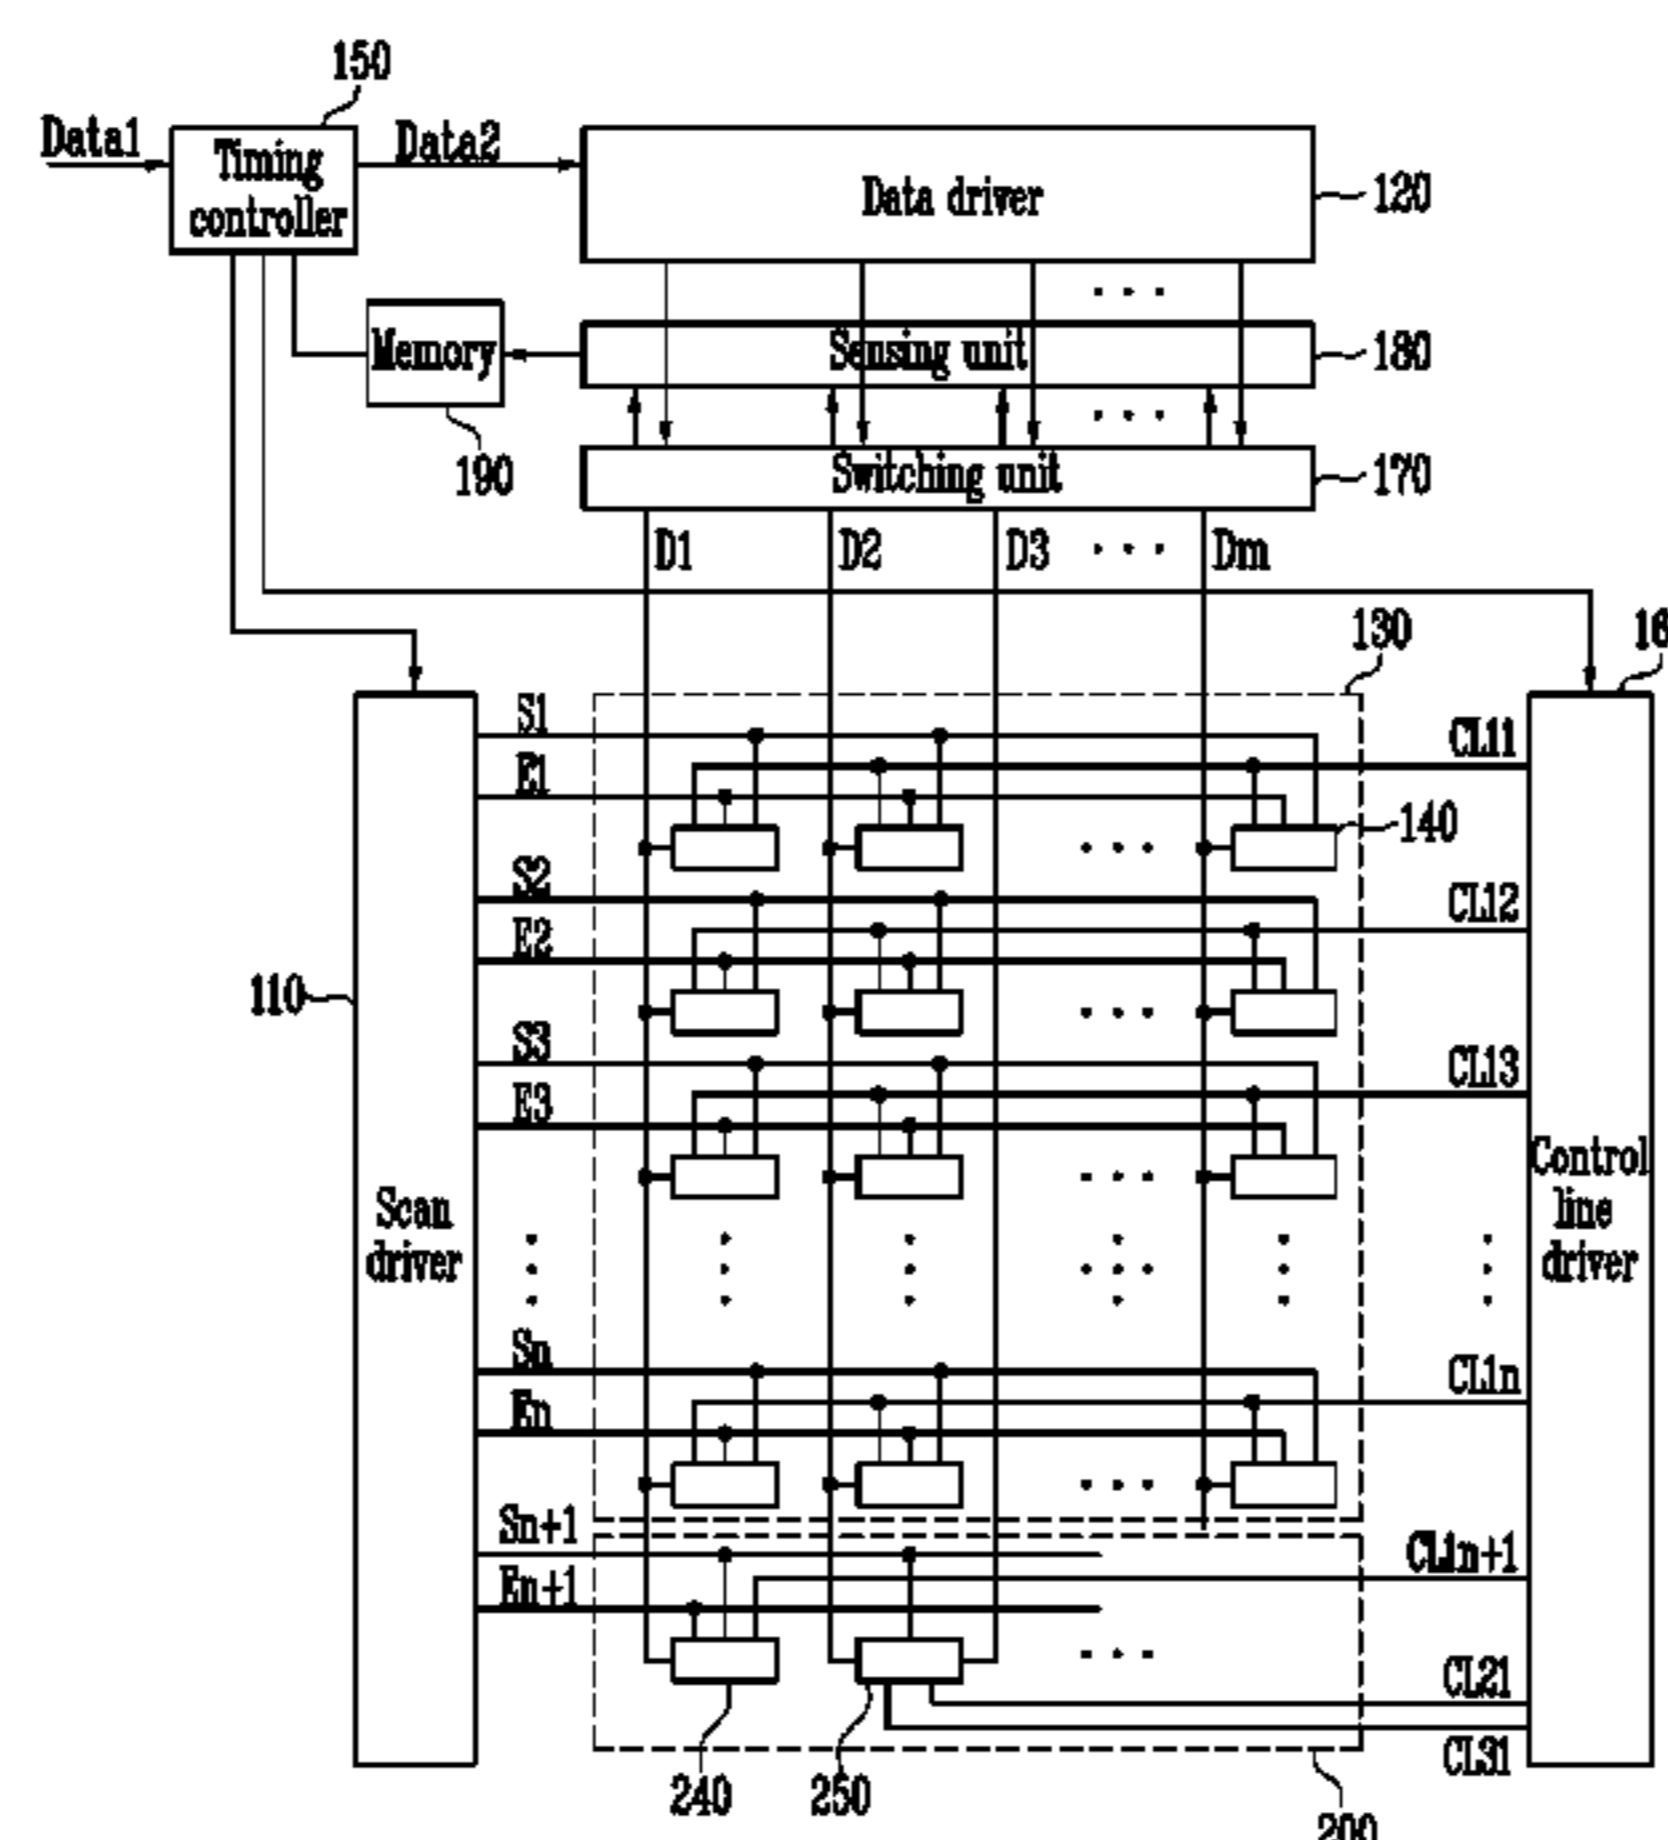 150
Data1
Timing
controller
Data2
Data driver
120
Memory
Sensing unit
180
190
Switching unit
170
D1
D2
D3
Dm
130
16
S1
E1
CL11
140
S2
E2
CL12
110
S3
E3
CL13
Scan
driver
Control
line
driver
Sn
En
CL1n
Sn+1
En+1
CL1n+1
CL21
CL31
240
250
200